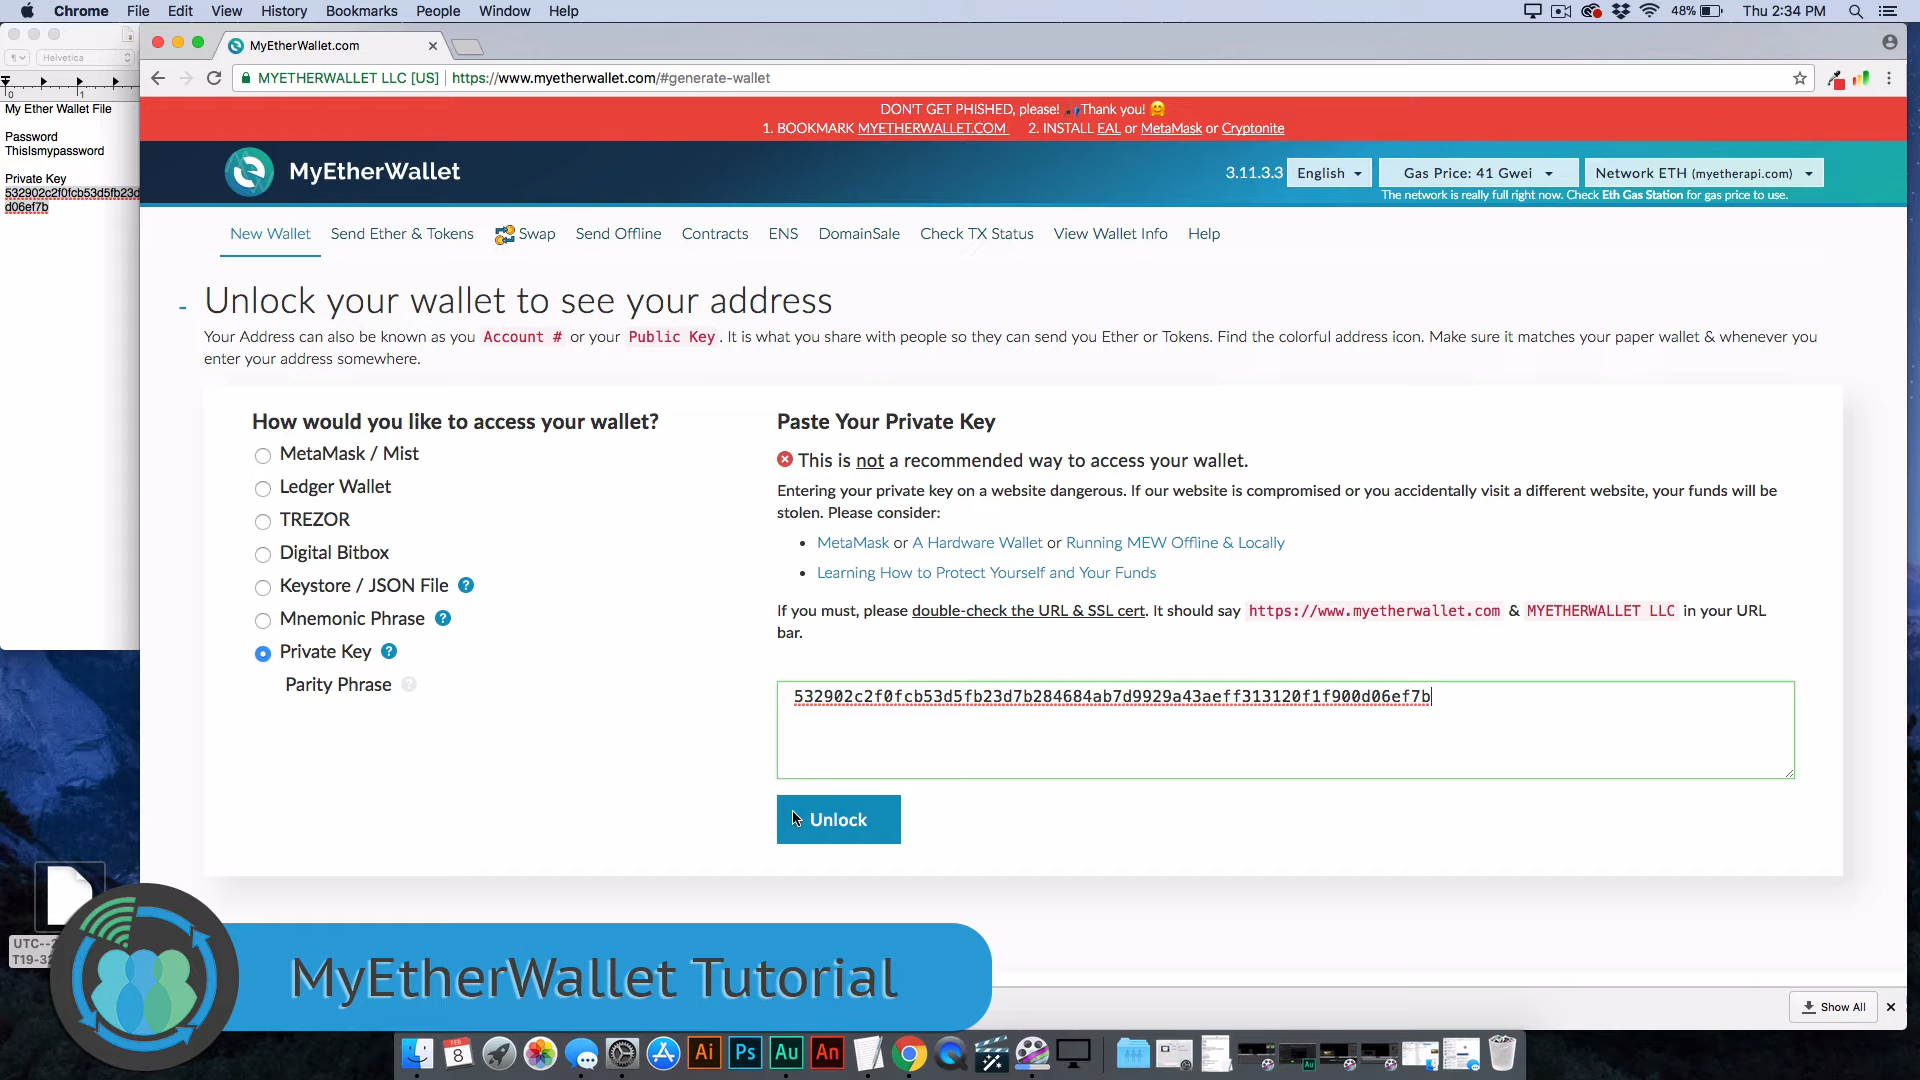 Chrome File Edit View History Bookmarks People Window Help
48% Thu 2:34 PM
Helvetica
0 1
My Ether Wallet File
Password
ThisIsmypassword
Private Key
532902c2f0fcb53d5fb23d
d06ef7b
MyEtherWallet.com
MYETHERWALLET LLC [US] https://www.myetherwallet.com/#generate-wallet
DON'T GET PHISHED, please! Thank you!
1. BOOKMARK MYETHERWALLET.COM 2. INSTALL EAL or MetaMask or Cryptonite
MyEtherWallet
3.11.3.3 English Gas Price: 41 Gwei Network ETH (myetherapi.com)
The network is really full right now. Check Eth Gas Station for gas price to use.
New Wallet Send Ether & Tokens Swap Send Offline Contracts ENS DomainSale Check TX Status View Wallet Info Help
- Unlock your wallet to see your address
Your Address can also be known as you Account # or your Public Key. It is what you share with people so they can send you Ether or Tokens. Find the colorful address icon. Make sure it matches your paper wallet & whenever you
enter your address somewhere.
How would you like to access your wallet?
MetaMask / Mist
Ledger Wallet
TREZOR
Digital Bitbox
Keystore / JSON File ?
Mnemonic Phrase ?
Private Key ?
Parity Phrase ?
Paste Your Private Key
This is not a recommended way to access your wallet.
Entering your private key on a website dangerous. If our website is compromised or you accidentally visit a different website, your funds will be
stolen. Please consider:
• MetaMask or A Hardware Wallet or Running MEW Offline & Locally
• Learning How to Protect Yourself and Your Funds
If you must, please double-check the URL & SSL cert. It should say https://www.myetherwallet.com & MYETHERWALLET LLC in your URL
bar.
532902c2f0fcb53d5fb23d7b284684ab7d9929a43aeff313120f1f900d06ef7b
Unlock
UTC--2
T19-32
MyEtherWallet Tutorial
Show All
FEB
8
Ai Ps Au An